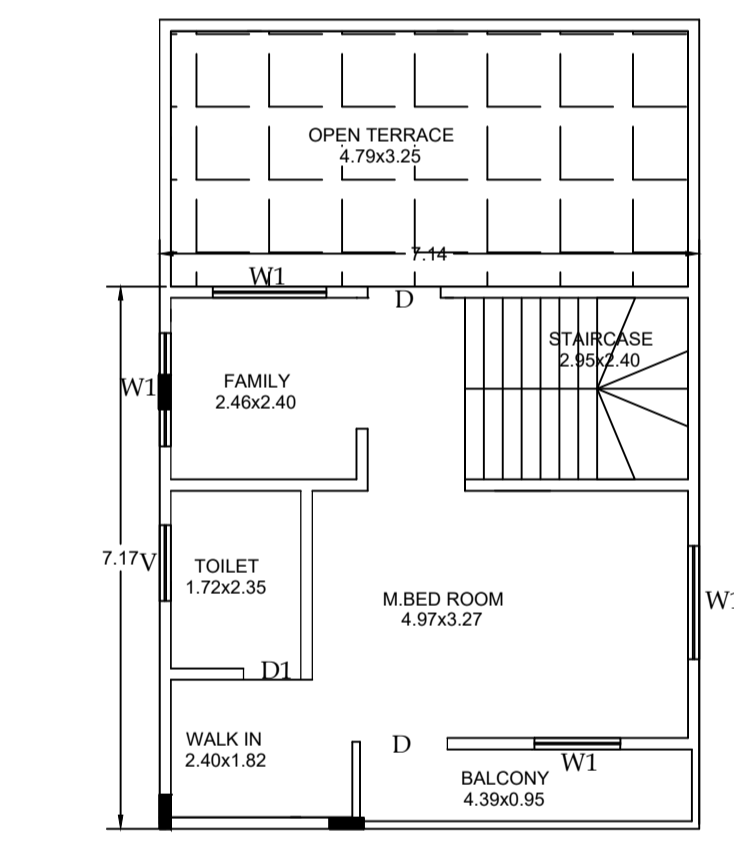 OPEN TERRACE
4.79x3.25
7.14
W1
D
STAIRCASE
2.95x2.40
W1
FAMILY
2.46x2.40
7.17
V
TOILET
1.72x2.35
M.BED ROOM
4.97x3.27
W1
D1
WALK IN
2.40x1.82
D
W1
BALCONY
4.39x0.95